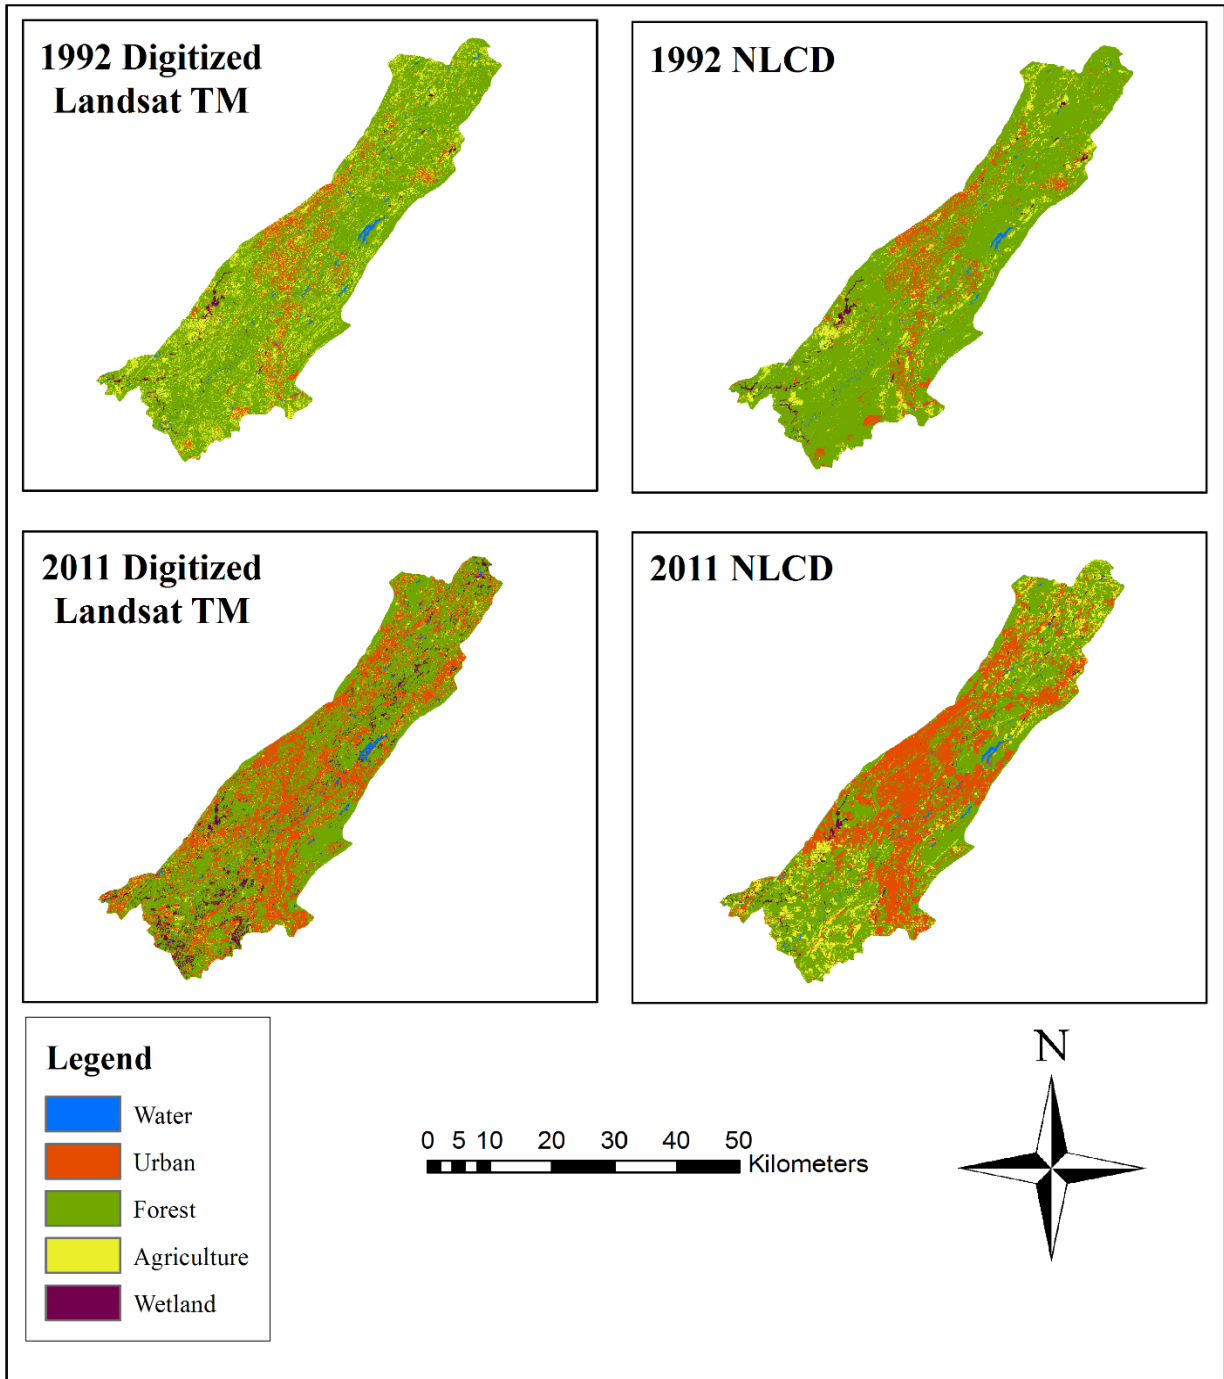 1992 Digitized
Landsat TM
1992 NLCD
2011 Digitized
Landsat TM
2011 NLCD
Legend
Water
Urban
Forest
Agriculture
Wetland
0 5 10 20 30 40 50
Kilometers
N